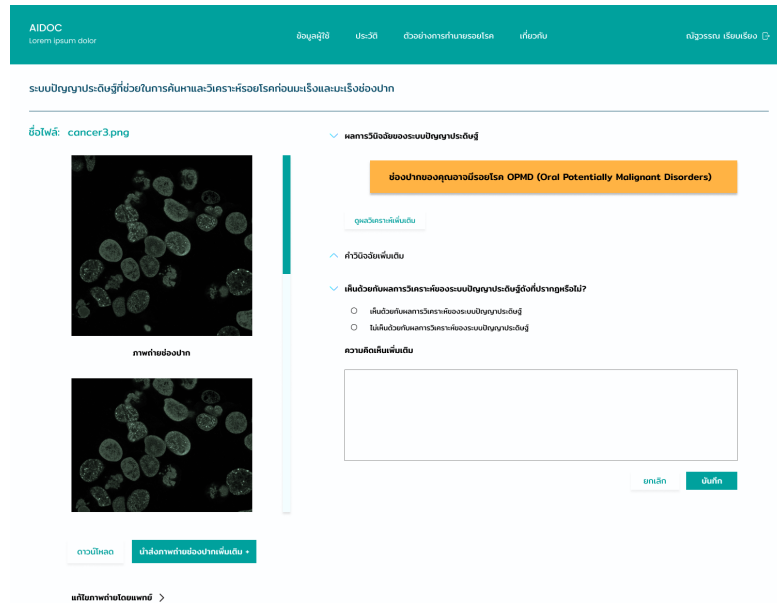 AIDOC
Lorem ipsum dolor
ข้อมูลผู้ใช้
ประวัติ
ตัวอย่างการทำนายรอยโรค
เกี่ยวกับ
ณัฐวรรณ เรียบเรียง
ระบบปัญญาประดิษฐ์ที่ช่วยในการค้นหาและวิเคราะห์รอยโรคก่อนมะเร็งและมะเร็งช่องปาก
ชื่อไฟล์: cancer3.png
ภาพถ่ายช่องปาก
ดาวน์โหลด
นำส่งภาพถ่ายช่องปากเพิ่มเติม +
แก้ไขภาพถ่ายโดยแพทย์ >
ผลการวินิจฉัยของระบบปัญญาประดิษฐ์
ช่องปากของคุณอาจมีรอยโรค OPMD (Oral Potentially Malignant Disorders)
ดูผลวิเคราะห์เพิ่มเติม
คำวินิจฉัยเพิ่มเติม
เห็นด้วยกับผลการวิเคราะห์ของระบบปัญญาประดิษฐ์ดังที่ปรากฏหรือไม่?
เห็นด้วยกับผลการวิเคราะห์ของระบบปัญญาประดิษฐ์
ไม่เห็นด้วยกับผลการวิเคราะห์ของระบบปัญญาประดิษฐ์
ความคิดเห็นเพิ่มเติม
ยกเลิก
บันทึก